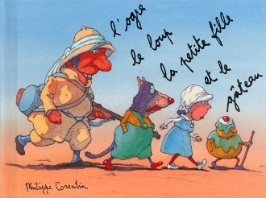 l'ogre
le loup
la petite fille
et le
gâteau
Philippe Corentin